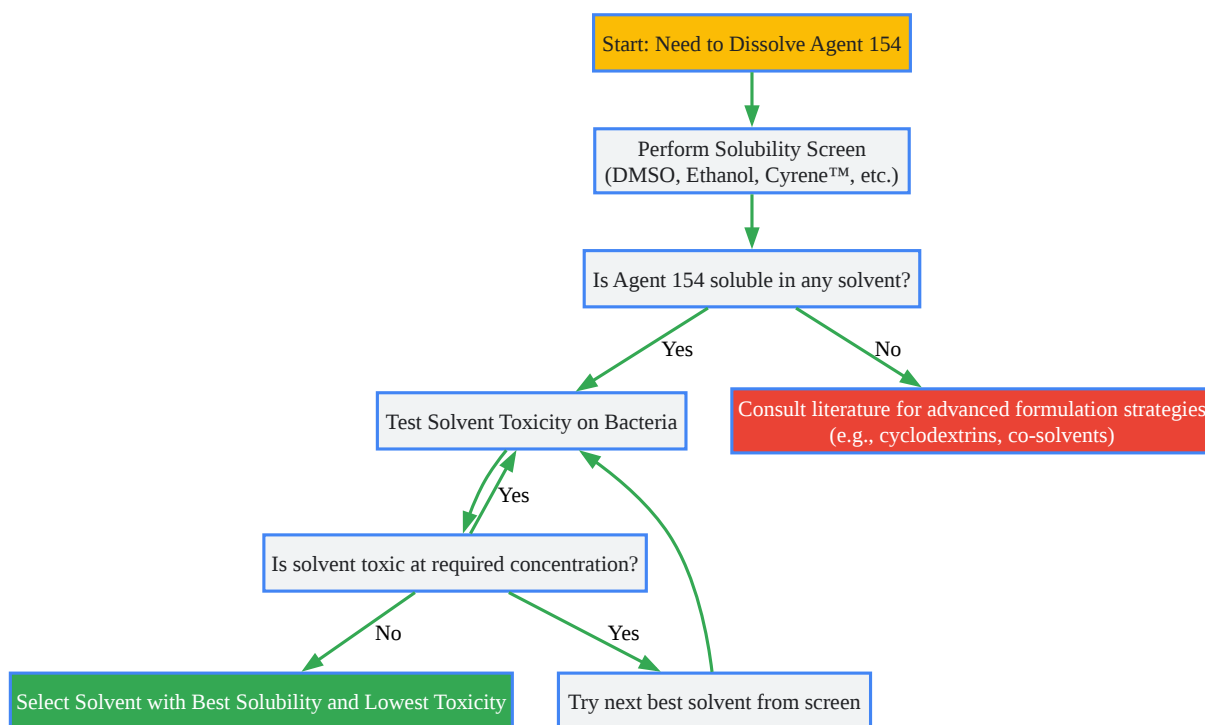 Start: Need to Dissolve Agent 154
Perform Solubility Screen
(DMSO, Ethanol, Cyrene™, etc.)
Is Agent 154 soluble in any solvent?
Yes
No
Test Solvent Toxicity on Bacteria
Consult literature for advanced formulation strategies
(e.g., cyclodextrins, co-solvents)
Yes
Is solvent toxic at required concentration?
No
Yes
Select Solvent with Best Solubility and Lowest Toxicity
Try next best solvent from screen